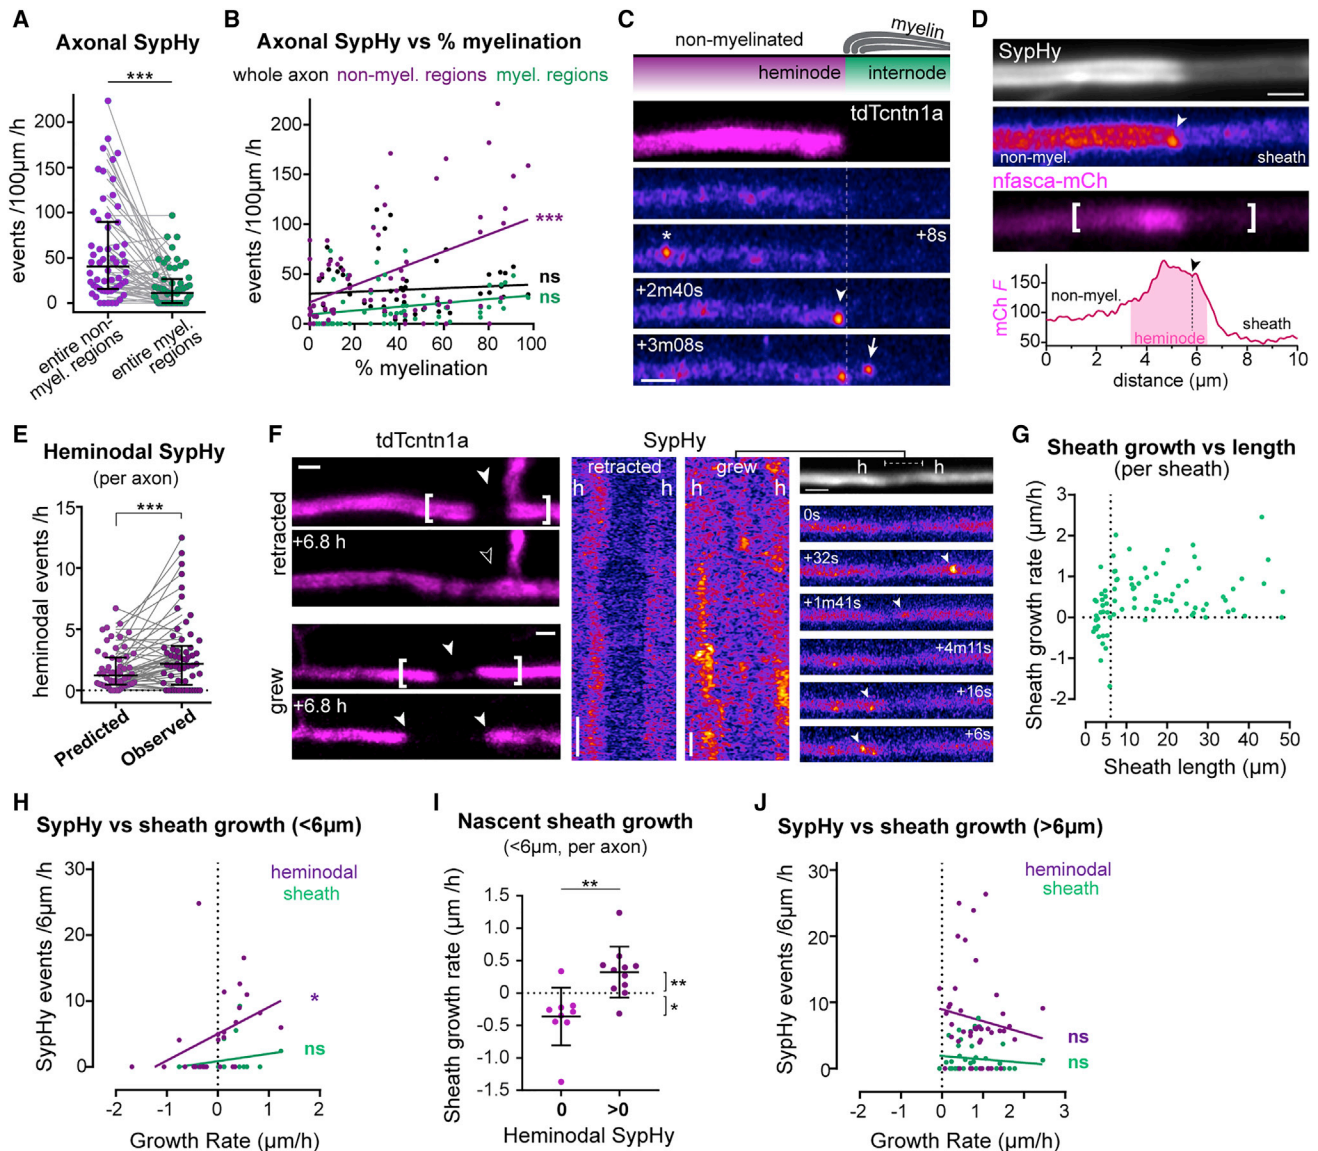 A
Axonal SypHy
***
events /100µm /h
200
150
100
50
0
entire non-
myel. regions
entire myel.
regions
B
Axonal SypHy vs % myelination
whole axon non-myel. regions myel. regions
events /100µm /h
200
150
100
50
0
***
ns
ns
0 20 40 60 80 100
% myelination
C
non-myelinated
myelin
heminode
internode
tdTcntn1a
*
+8s
+2m40s
+3m08s
D
SypHy
non-myel.
sheath
nfasca-mCh
[ ]
mCh F
150
100
50
non-myel.
heminode
sheath
0 2 4 6 8 10
distance (µm)
E
Heminodal SypHy
(per axon)
***
heminodal events /h
15
10
5
0
Predicted
Observed
F
tdTcntn1a
SypHy
retracted
[ ]
+6.8 h
grew
[ ]
+6.8 h
retracted
h h
grew
h h
h h
0s
+32s
+1m41s
+4m11s
+16s
+6s
G
Sheath growth vs length
(per sheath)
Sheath growth rate (µm/h)
3
2
1
0
-1
-2
0 5 10 20 30 40 50
Sheath length (µm)
H
SypHy vs sheath growth (<6µm)
heminodal
sheath
SypHy events /6µm /h
30
20
10
0
*
ns
-2 -1 0 1 2
Growth Rate (µm/h)
I
Nascent sheath growth
(<6µm, per axon)
**
Sheath growth rate (µm /h)
1.5
1.0
0.5
0
-0.5
-1.0
-1.5
**
*
0 >0
Heminodal SypHy
J
SypHy vs sheath growth (>6µm)
heminodal
sheath
SypHy events /6µm /h
30
20
10
0
ns
ns
-2 -1 0 1 2 3
Growth Rate (µm/h)